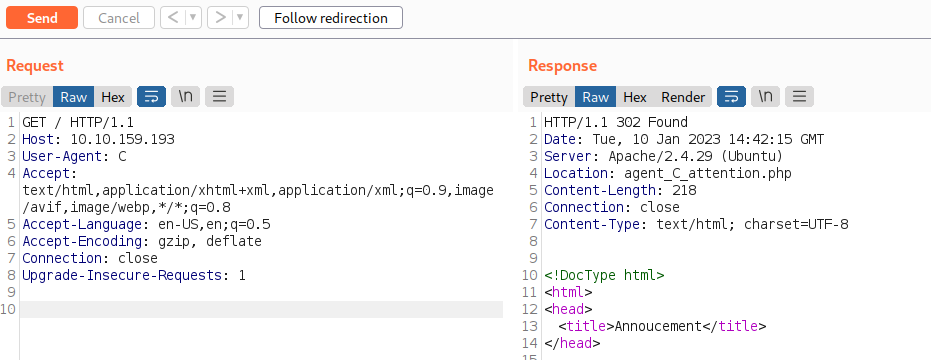 Send Cancel < > Follow redirection
Request
Pretty Raw Hex \n
1 GET / HTTP/1.1
2 Host: 10.10.159.193
3 User-Agent: C
4 Accept:
text/html,application/xhtml+xml,application/xml;q=0.9,image
/avif,image/webp,*/*;q=0.8
5 Accept-Language: en-US,en;q=0.5
6 Accept-Encoding: gzip, deflate
7 Connection: close
8 Upgrade-Insecure-Requests: 1
9
10
Response
Pretty Raw Hex Render \n
1 HTTP/1.1 302 Found
2 Date: Tue, 10 Jan 2023 14:42:15 GMT
3 Server: Apache/2.4.29 (Ubuntu)
4 Location: agent_C_attention.php
5 Content-Length: 218
6 Connection: close
7 Content-Type: text/html; charset=UTF-8
8
9
10 <!DocType html>
11 <html>
12 <head>
13 <title>Annoucement</title>
14 </head>
15